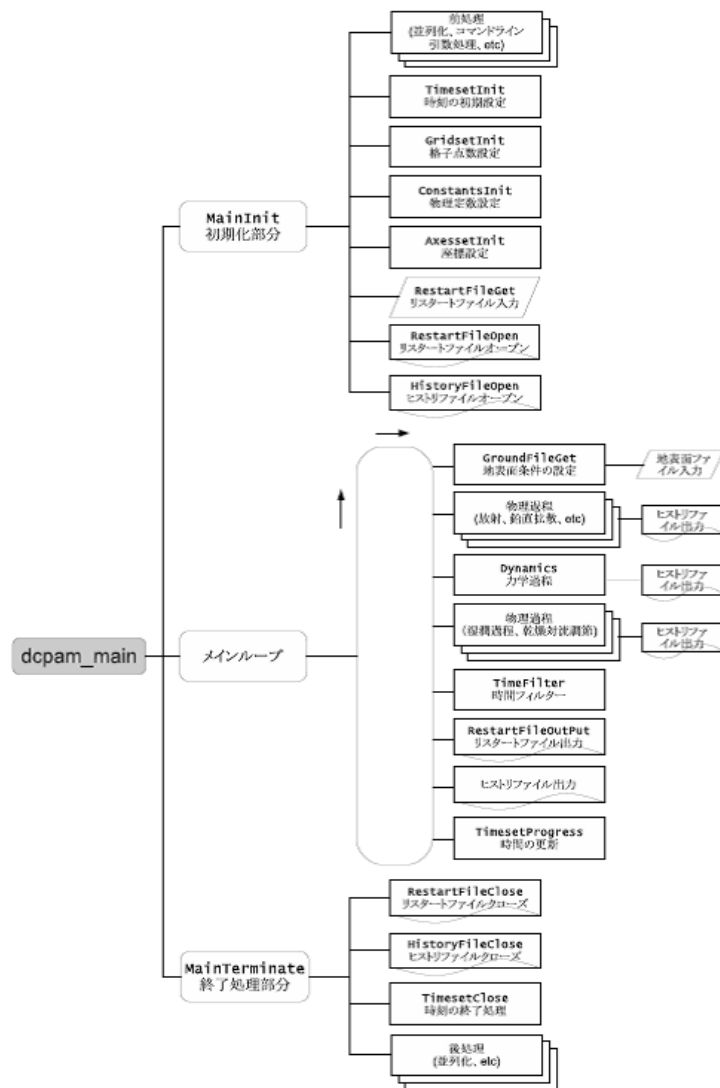 前処理
(並列化、コマンドライン
引数処理、etc)
TimesetInit
時刻の初期設定
GridsetInit
格子点数設定
ConstantsInit
物理定数設定
MainInit
初期化部分
AxessetInit
座標設定
RestartFileGet
リスタートファイル入力
RestartFileOpen
リスタートファイルオープン
HistoryFileOpen
ヒストリファイルオープン
GroundFileGet
地表面条件の設定
地表面ファ
イル入力
物理過程
(放射、鉛直拡散、etc)
ヒストリファ
イル出力
Dynamics
力学過程
ヒストリファ
イル出力
物理過程
(湿潤過程、乾燥対流調節)
ヒストリファ
イル出力
dcpam_main
メインループ
TimeFilter
時間フィルター
RestartFileOutPut
リスタートファイル出力
ヒストリファイル出力
TimesetProgress
時間の更新
RestartFileClose
リスタートファイルクローズ
HistoryFileClose
ヒストリファイルクローズ
MainTerminate
終了処理部分
TimesetClose
時刻の終了処理
後処理
(並列化、etc)